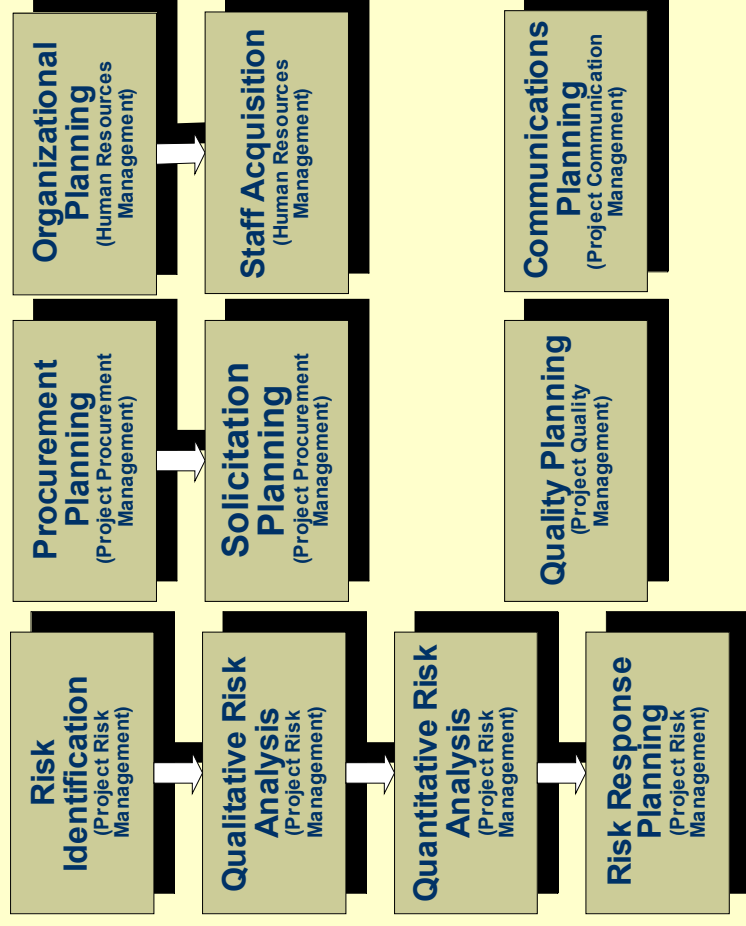 Risk
Identification
(Project Risk
Management)
Qualitative Risk
Analysis
(Project Risk
Management)
Quantitative Risk
Analysis
(Project Risk
Management)
Risk Response
Planning
(Project Risk
Management)
Procurement
Planning
(Project Procurement
Management)
Solicitation
Planning
(Project Procurement
Management)
Quality Planning
(Project Quality
Management)
Organizational
Planning
(Human Resources
Management)
Staff Acquisition
(Human Resources
Management)
Communications
Planning
(Project Communication
Management)